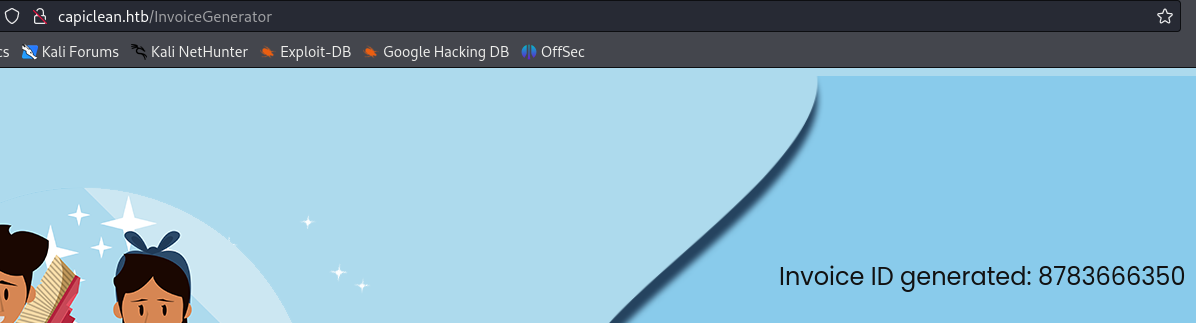 capiclean.htb/InvoiceGenerator
cs Kali Forums Kali NetHunter Exploit-DB Google Hacking DB OffSec
Invoice ID generated: 8783666350